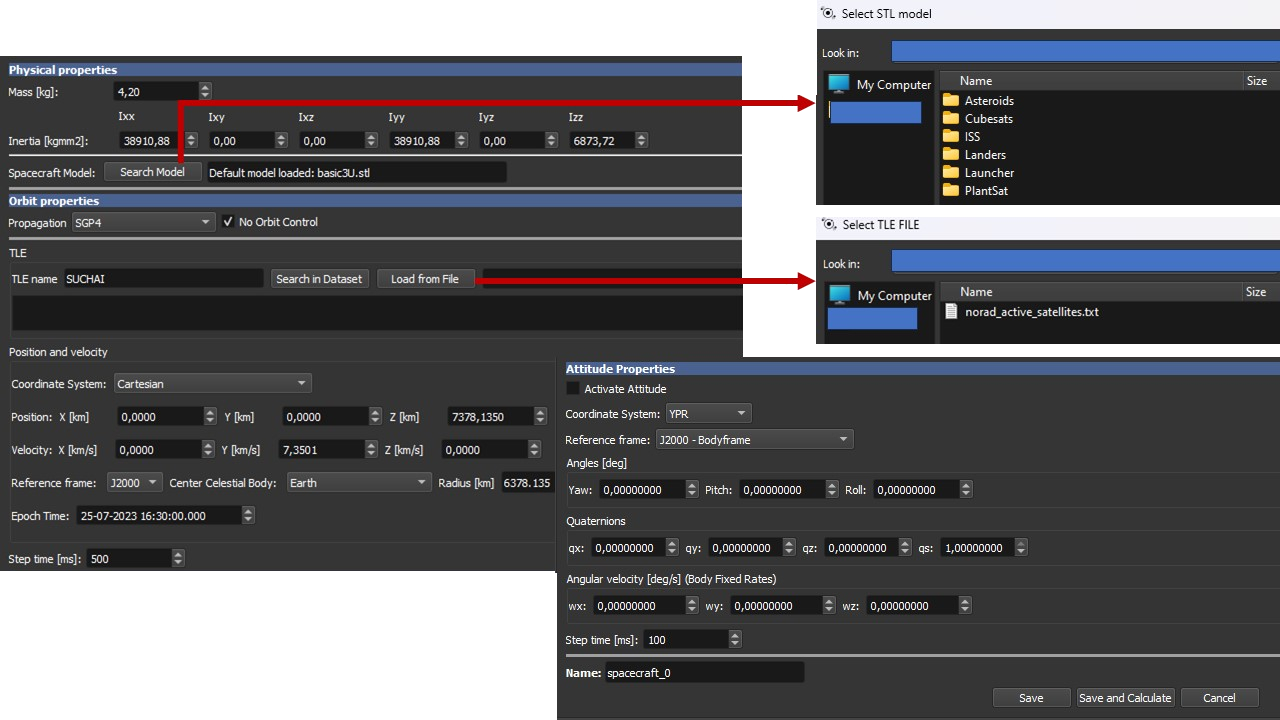 Physical properties
Mass [kg]: 4,20
Ixx Ixy Ixz Iyy Iyz Izz
Inertia [kgmm2]: 38910,88 0,00 0,00 38910,88 0,00 6873,72
Spacecraft Model: Search Model Default model loaded: basic3U.stl
Orbit properties
Propagation SGP4 No Orbit Control
TLE
TLE name SUCHAI Search in Dataset Load from File
Position and velocity
Coordinate System: Cartesian
Position: X [km] 0,0000 Y [km] 0,0000 Z [km] 7378,1350
Velocity: X [km/s] 0,0000 Y [km/s] 7,3501 Z [km/s] 0,0000
Reference frame: J2000 Center Celestial Body: Earth Radius [km] 6378.135
Epoch Time: 25-07-2023 16:30:00.000
Step time [ms]: 500
Select STL model
Look in:
My Computer
Name Size
Asteroids
Cubesats
ISS
Landers
Launcher
PlantSat
Select TLE FILE
Look in:
My Computer
Name Size
norad_active_satellites.txt
Attitude Properties
Activate Attitude
Coordinate System: YPR
Reference frame: J2000 - Bodyframe
Angles [deg]
Yaw: 0,00000000 Pitch: 0,00000000 Roll: 0,00000000
Quaternions
qx: 0,00000000 qy: 0,00000000 qz: 0,00000000 qs: 1,00000000
Angular velocity [deg/s] (Body Fixed Rates)
wx: 0,00000000 wy: 0,00000000 wz: 0,00000000
Step time [ms]: 100
Name: spacecraft_0
Save Save and Calculate Cancel